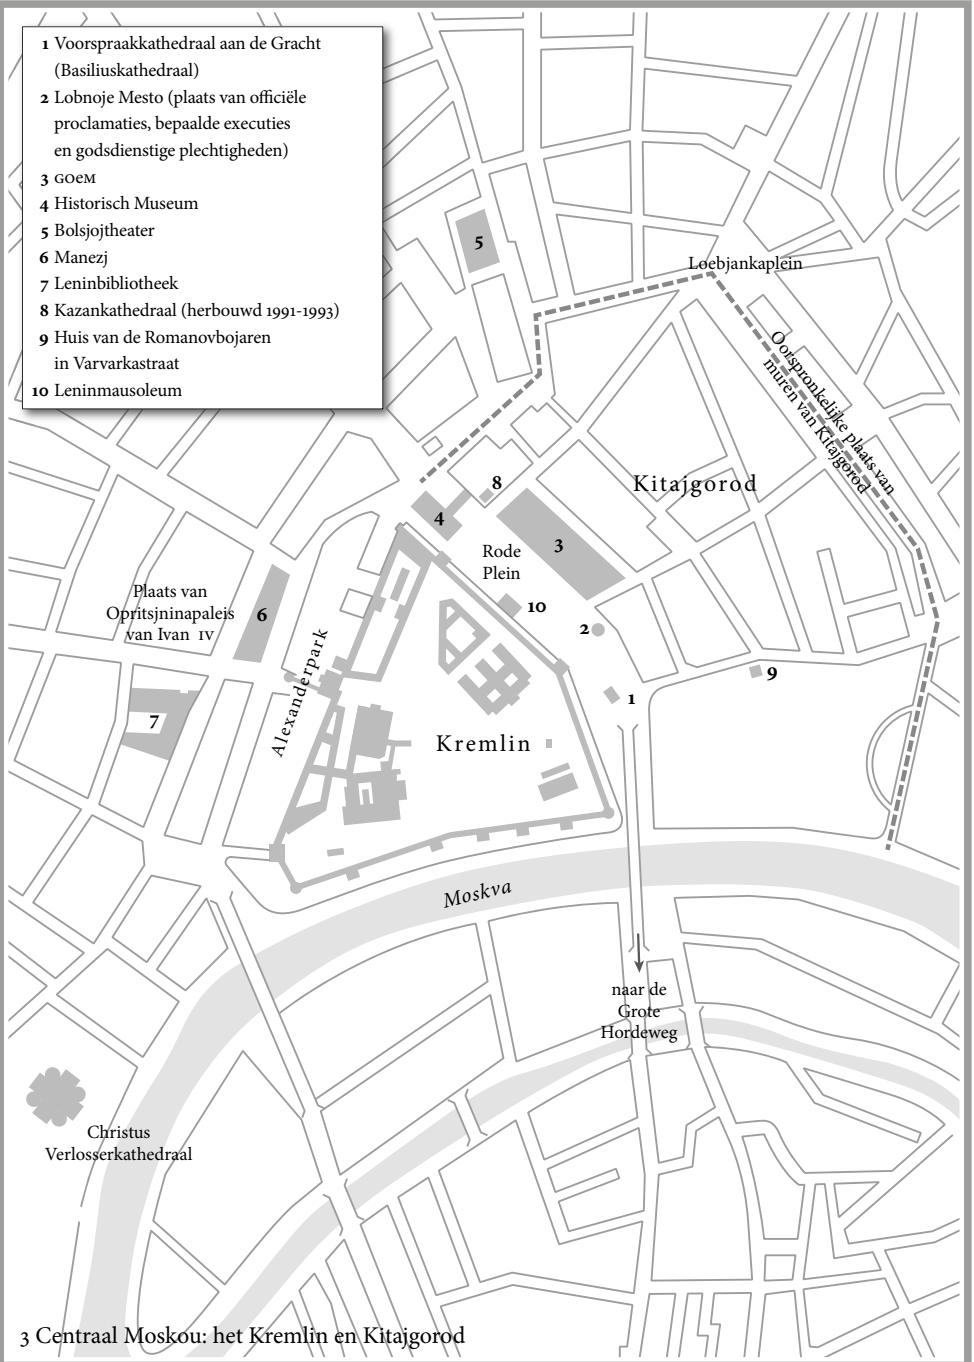 1 Voorspraakkathedraal aan de Gracht
(Basiliuskathedraal)
2 Lobnoje Mesto (plaats van officiële
proclamaties, bepaalde executies
en godsdienstige plechtigheden)
3 GOeM
4 Historisch Museum
5 Bolsjojtheater
6 Manezj
7 Leninbibliotheek
8 Kazankathedraal (herbouwd 1991-1993)
9 Huis van de Romanovbojaren
in Varvarkastraat
10 Leninmausoleum
5
Loebjankaplein
Oorspronkelijke plaats van
muren van Kitajgorod
Kitajgorod
8
4
3
Rode
Plein
10
2
Plaats van
Opritsjninapaleis
van Ivan IV
6
Alexanderpark
9
1
7
Kremlin
Moskva
naar de
Grote
Hordeweg
Christus
Verlosserkathedraal
3 Centraal Moskou: het Kremlin en Kitajgorod